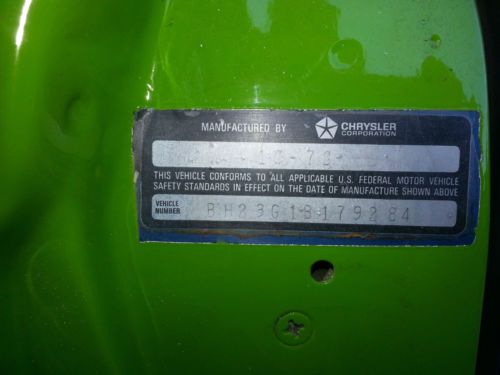 MANUFACTURED BY CHRYSLER CORPORATION
THIS VEHICLE CONFORMS TO ALL APPLICABLE U.S. FEDERAL MOTOR VEHICLE
SAFETY STANDARDS IN EFFECT ON THE DATE OF MANUFACTURE SHOWN ABOVE
VEHICLE NUMBER